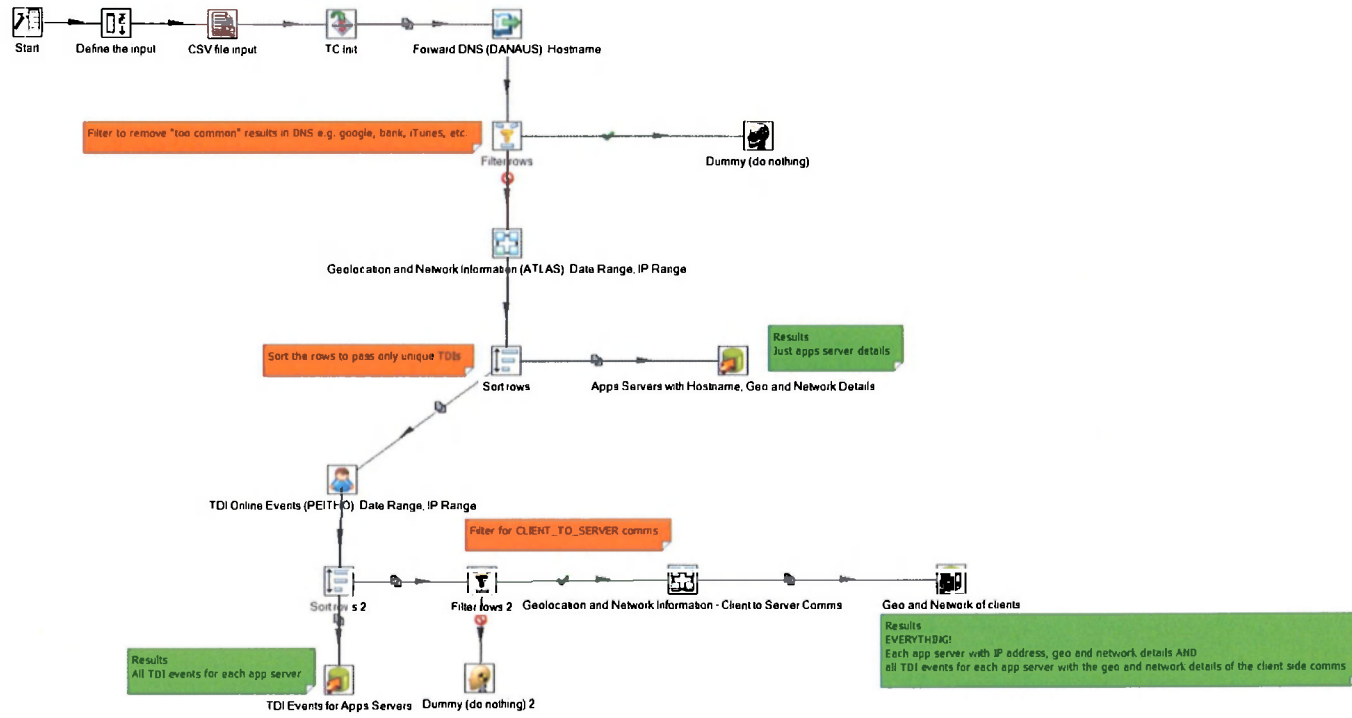 Start
Define the input
CSV file input
TC Init
Forward DNS (DANAUS) Hostname
Filter to remove "too common" results in DNS e.g. google, bank, iTunes, etc.
Filter rows
Dummy (do nothing)
Geolocation and Network Information (ATLAS) Date Range, IP Range
Sort the rows to pass only unique TDIs
Sort rows
Apps Servers with Hostname, Geo and Network Details
Results
Just apps server details
TDI Online Events (PEITHO) Date Range, IP Range
Filter for CLIENT_TO_SERVER comms
Sort rows 2
Filter rows 2
Geolocation and Network Information - Client to Server Comms
Geo and Network of clients
Results
EVERYTHING!
Each app server with IP address, geo and network details AND
all TDI events for each app server with the geo and network details of the client side comms
Results
All TDI events for each app server
TDI Events for Apps Servers
Dummy (do nothing) 2